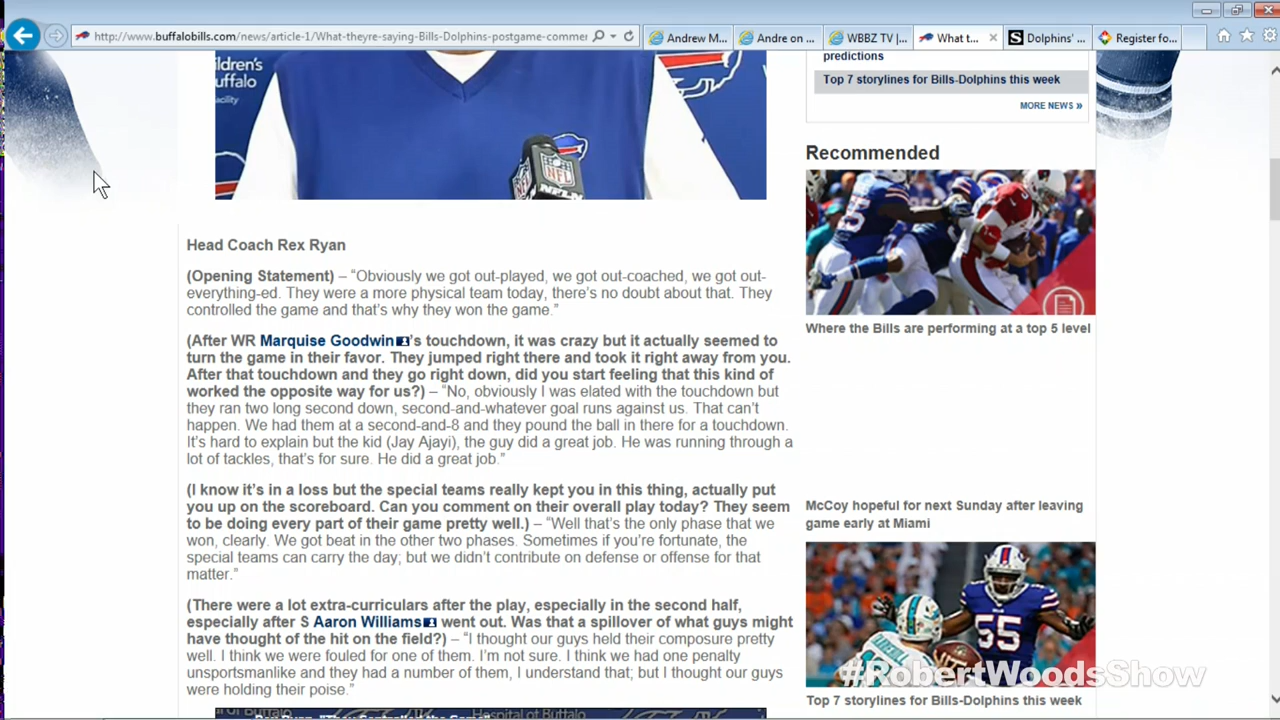 http://www.buffalobills.com/news/article-1/What-theyre-saying-Bills-Dolphins-postgame-comme
Andrew M...
Andre on ...
WBBZ TV |...
What t...
Dolphins' ...
Register fo...
ldren's
uffalo
acility
NFL
predictions
Top 7 storylines for Bills-Dolphins this week
MORE NEWS »
Recommended
Where the Bills are performing at a top 5 level
McCoy hopeful for next Sunday after leaving
game early at Miami
55
Top 7 storylines for Bills-Dolphins this week
Head Coach Rex Ryan
(Opening Statement) – “Obviously we got out-played, we got out-coached, we got out-
everything-ed. They were a more physical team today, there's no doubt about that. They
controlled the game and that's why they won the game.”
(After WR Marquise Goodwin's touchdown, it was crazy but it actually seemed to
turn the game in their favor. They jumped right there and took it right away from you.
After that touchdown and they go right down, did you start feeling that this kind of
worked the opposite way for us?) – “No, obviously I was elated with the touchdown but
they ran two long second down, second-and-whatever goal runs against us. That can't
happen. We had them at a second-and-8 and they pound the ball in there for a touchdown.
It's hard to explain but the kid (Jay Ajayi), the guy did a great job. He was running through a
lot of tackles, that's for sure. He did a great job.”
(I know it's in a loss but the special teams really kept you in this thing, actually put
you up on the scoreboard. Can you comment on their overall play today? They seem
to be doing every part of their game pretty well.) – “Well that's the only phase that we
won, clearly. We got beat in the other two phases. Sometimes if you're fortunate, the
special teams can carry the day; but we didn't contribute on defense or offense for that
matter.”
(There were a lot extra-curriculars after the play, especially in the second half,
especially after S Aaron Williams went out. Was that a spillover of what guys might
have thought of the hit on the field?) – “I thought our guys held their composure pretty
well. I think we were fouled for one of them. I'm not sure. I think we had one penalty
unsportsmanlike and they had a number of them, I understand that; but I thought our guys
were holding their poise.”
#RobertWoodsShow